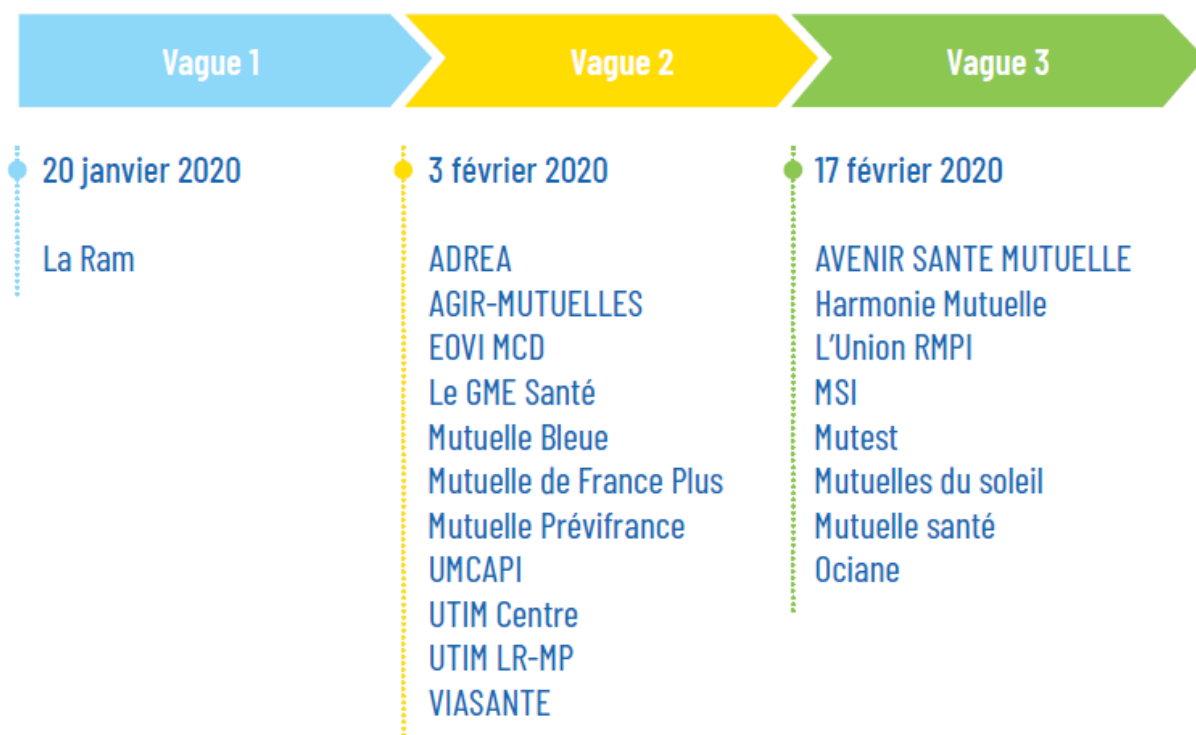 Vague 1
Vague 2
Vague 3
20 janvier 2020
La Ram
3 février 2020
ADREA
AGIR-MUTUELLES
EOVI MCD
Le GME Santé
Mutuelle Bleue
Mutuelle de France Plus
Mutuelle Prévifrance
UMCAPI
UTIM Centre
UTIM LR-MP
VIASANTE
17 février 2020
AVENIR SANTE MUTUELLE
Harmonie Mutuelle
L'Union RMPI
MSI
Mutest
Mutuelles du soleil
Mutuelle santé
Ociane